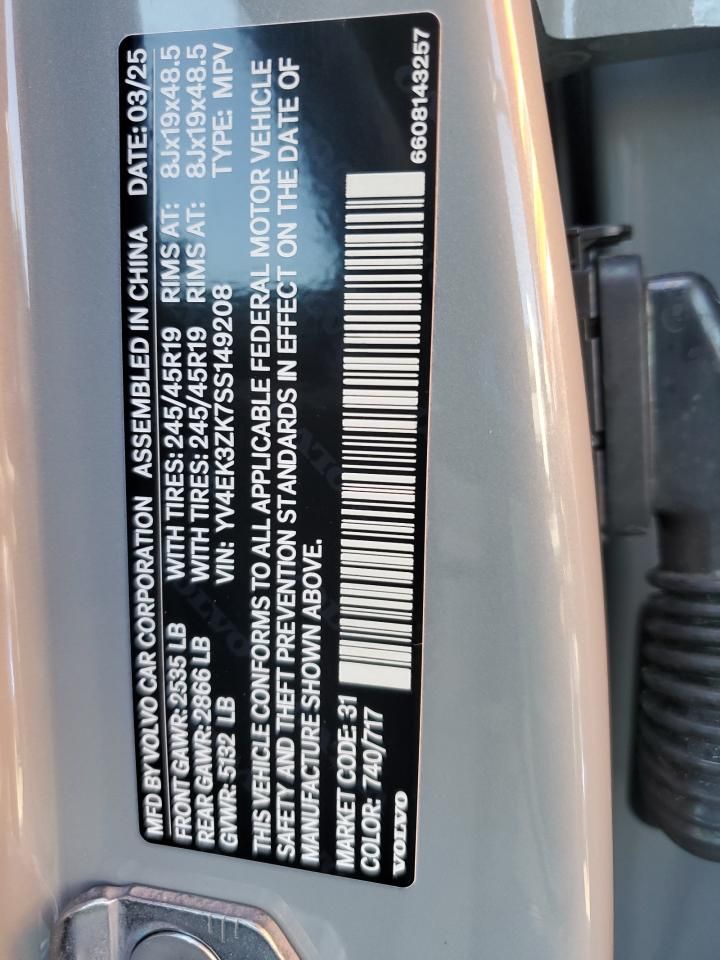 MFD BY VOLVO CAR CORPORATION ASSEMBLED IN CHINA DATE: 03/25
FRONT GAWR: 2535 LB WITH TIRES: 245/45R19 RIMS AT: 8Jx19x48.5
REAR GAWR: 2866 LB WITH TIRES: 245/45R19 RIMS AT: 8Jx19x48.5
GVWR: 5132 LB VIN: YV4EK3ZK7SS149208 TYPE: MPV
THIS VEHICLE CONFORMS TO ALL APPLICABLE FEDERAL MOTOR VEHICLE
SAFETY AND THEFT PREVENTION STANDARDS IN EFFECT ON THE DATE OF
MANUFACTURE SHOWN ABOVE.
MARKET CODE: 31
COLOR: 740/717
VOLVO
6608143257